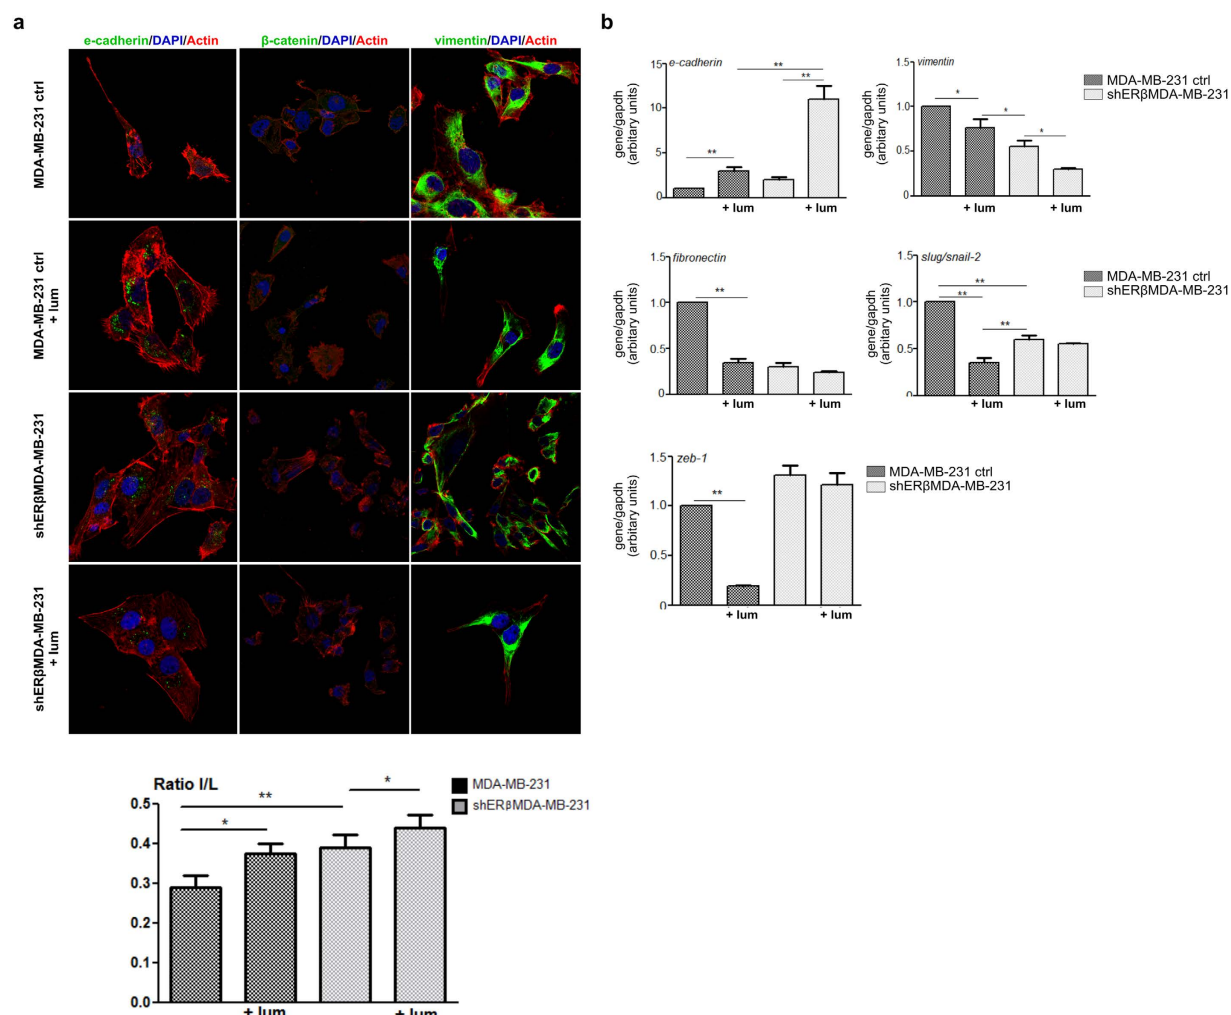 a
e-cadherin/DAPI/Actin
β-catenin/DAPI/Actin
vimentin/DAPI/Actin
MDA-MB-231 ctrl
MDA-MB-231 ctrl
+ lum
shERβMDA-MB-231
shERβMDA-MB-231
+ lum
Ratio I/L
MDA-MB-231
shERβMDA-MB-231
0.5
0.4
0.3
0.2
0.1
0.0
*
**
*
+ lum
+ lum
b
e-cadherin
gene/gapdh
(arbitary units)
15
10
5
0
**
**
**
+ lum
+ lum
vimentin
gene/gapdh
(arbitary units)
1.5
1.0
0.5
0
*
*
*
+ lum
+ lum
MDA-MB-231 ctrl
shERβMDA-MB-231
fibronectin
gene/gapdh
(arbitary units)
1.5
1.0
0.5
0
**
+ lum
+ lum
slug/snail-2
gene/gapdh
(arbitary units)
1.5
1.0
0.5
0
**
**
**
+ lum
+ lum
MDA-MB-231 ctrl
shERβMDA-MB-231
zeb-1
gene/gapdh
(arbitary units)
1.5
1.0
0.5
0
**
+ lum
+ lum
MDA-MB-231 ctrl
shERβMDA-MB-231